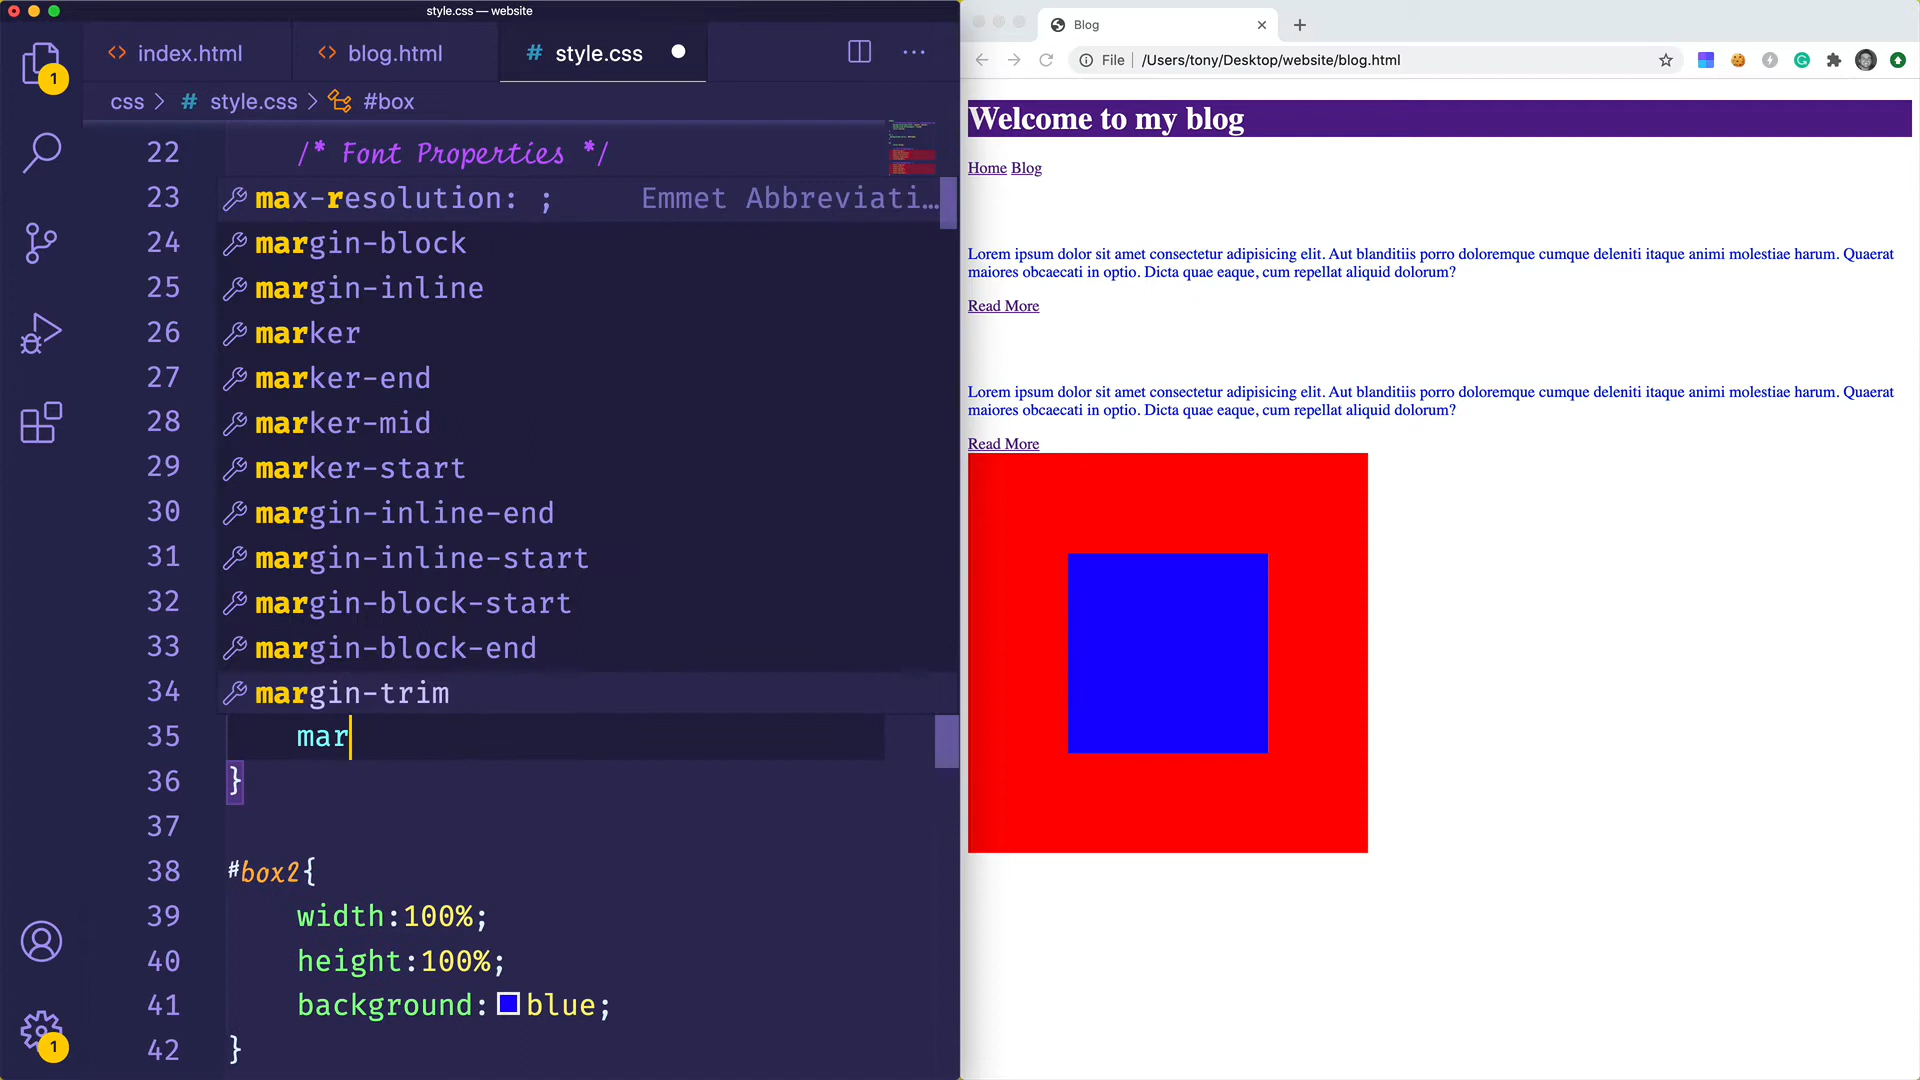 style.css — website
index.html
blog.html
# style.css
css > # style.css > #box
22 /* Font Properties */
23 max-resolution: ; Emmet Abbreviati…
24 margin-block
25 margin-inline
26 marker
27 marker-end
28 marker-mid
29 marker-start
30 margin-inline-end
31 margin-inline-start
32 margin-block-start
33 margin-block-end
34 margin-trim
35 mar
36 }
37
38 #box2{
39 width:100%;
40 height:100%;
41 background: blue;
42 }
1
1
Blog
File | /Users/tony/Desktop/website/blog.html
Welcome to my blog
Home Blog
Lorem ipsum dolor sit amet consectetur adipisicing elit. Aut blanditiis porro doloremque cumque deleniti itaque animi molestiae harum. Quaerat
maiores obcaecati in optio. Dicta quae eaque, cum repellat aliquid dolorum?
Read More
Lorem ipsum dolor sit amet consectetur adipisicing elit. Aut blanditiis porro doloremque cumque deleniti itaque animi molestiae harum. Quaerat
maiores obcaecati in optio. Dicta quae eaque, cum repellat aliquid dolorum?
Read More